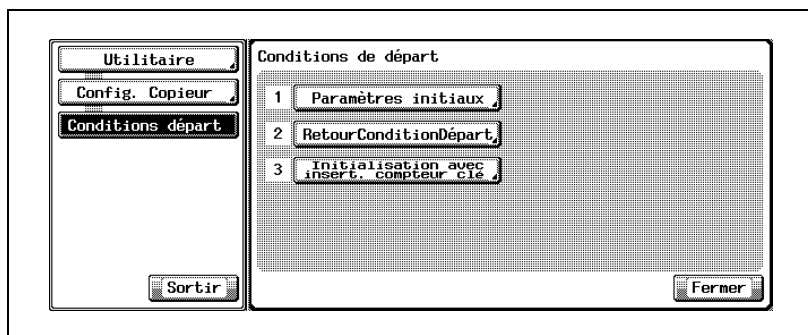 Utilitaire
Config. Copieur
Conditions départ
Sortir
Conditions de départ
1 Paramètres initiaux
2 RetourConditionDépart
3 Initialisation avec
insert. compteur clé
Fermer